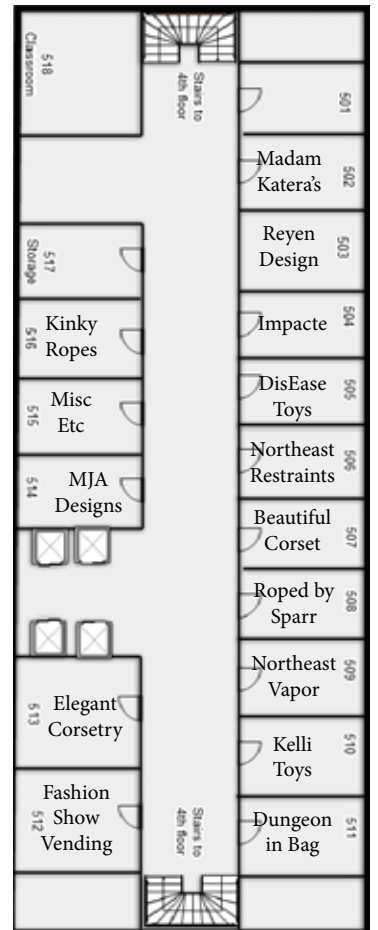 518
Classroom
Stairs to
4th floor
501
Madam
Katera's
502
Reyen
Design
503
517
Storage
Kinky
Ropes
516
Impacte
504
Misc
Etc
515
DisEase
Toys
505
MJA
Designs
514
Northeast
Restraints
506
Beautiful
Corset
507
Roped by
Sparr
508
Elegant
Corsetry
513
Northeast
Vapor
509
Kelli
Toys
510
Fashion
Show
Vending
512
Stairs to
4th floor
Dungeon
in Bag
511